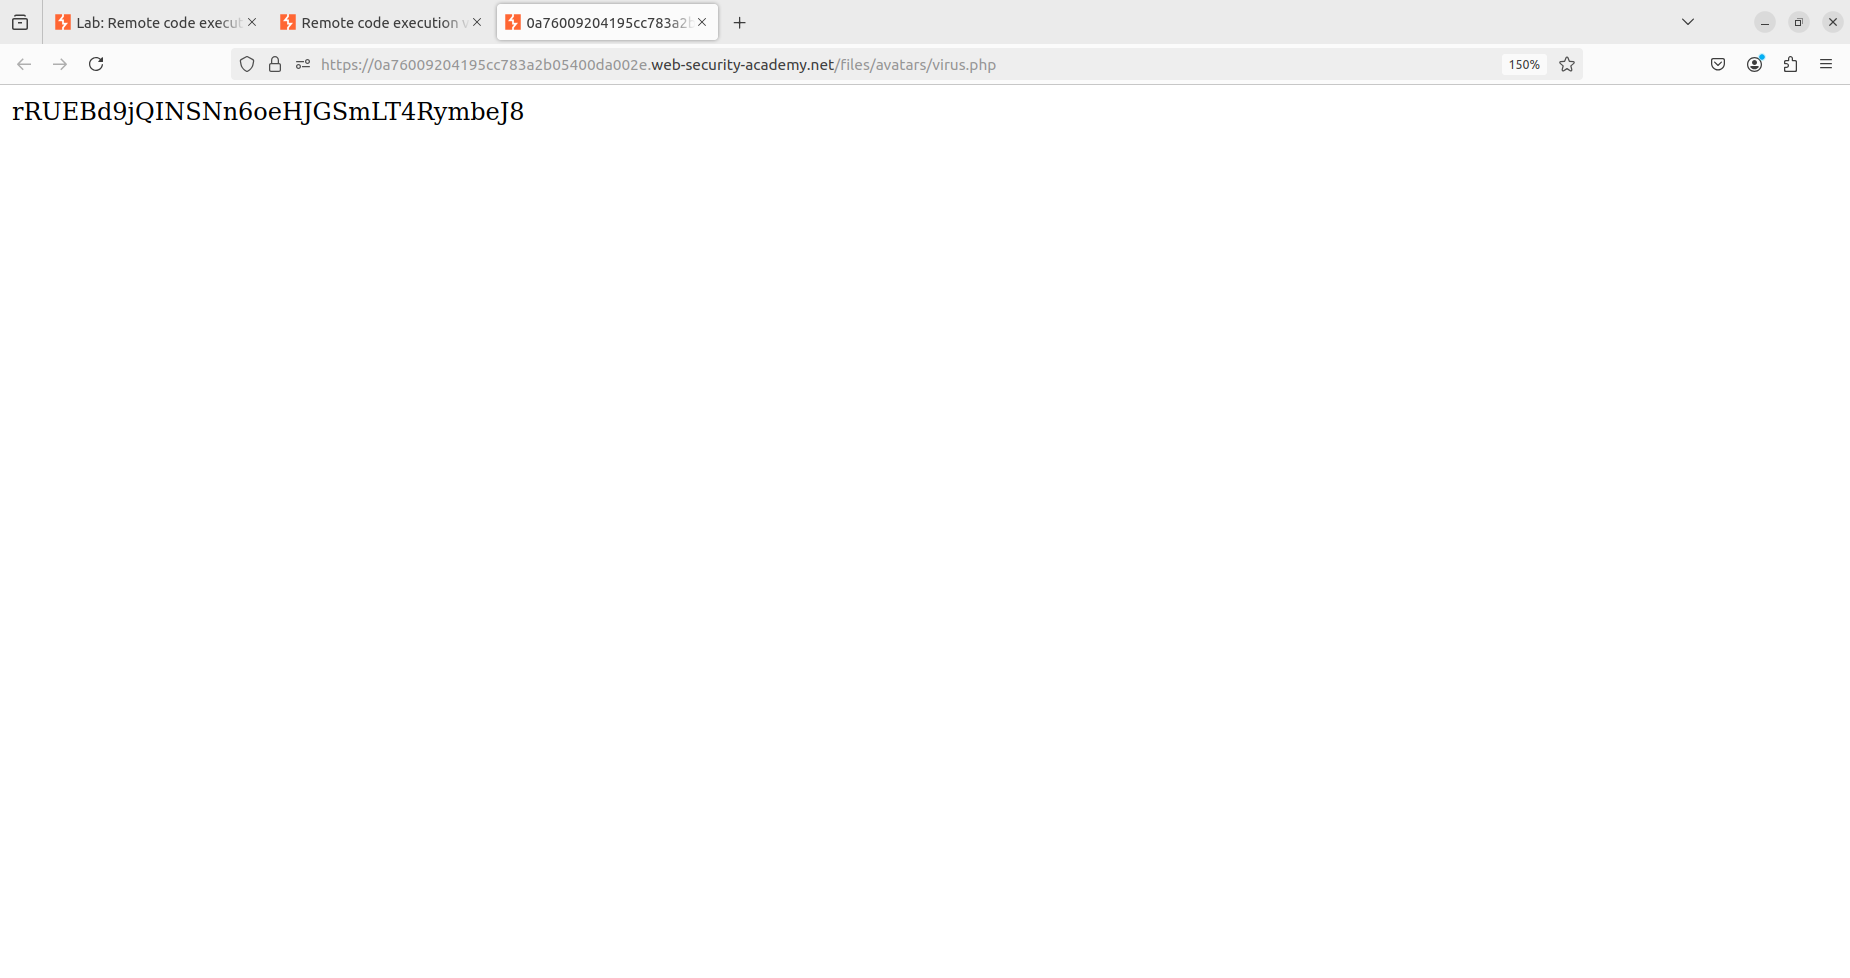 Lab: Remote code execut
Remote code execution v
0a76009204195cc783a2b
https://0a76009204195cc783a2b05400da002e.web-security-academy.net/files/avatars/virus.php
150%
rRUEBd9jQINSNn6oeHJGSmLT4RymbeJ8